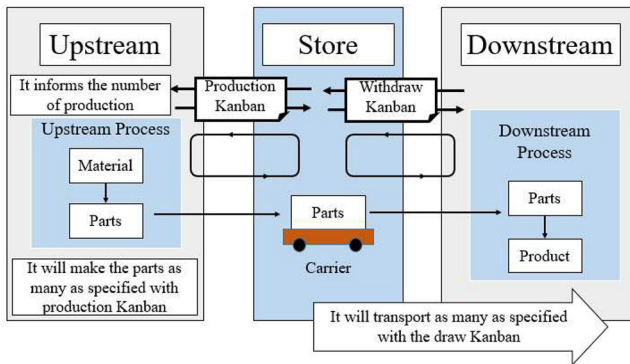 Upstream
Store
Downstream
It informs the number
of production
Production
Kanban
Withdraw
Kanban
Upstream Process
Material
Parts
Parts
Carrier
Downstream
Process
Parts
Product
It will make the parts as
many as specified with
production Kanban
It will transport as many as specified
with the draw Kanban